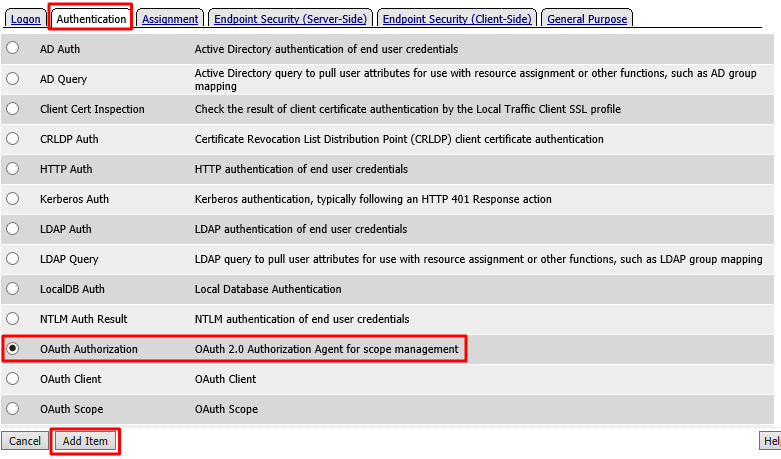 Logon Authentication Assignment Endpoint Security (Server-Side) Endpoint Security (Client-Side) General Purpose
AD Auth Active Directory authentication of end user credentials
AD Query Active Directory query to pull user attributes for use with resource assignment or other functions, such as AD group
mapping
Client Cert Inspection Check the result of client certificate authentication by the Local Traffic Client SSL profile
CRLDP Auth Certificate Revocation List Distribution Point (CRLDP) client certificate authentication
HTTP Auth HTTP authentication of end user credentials
Kerberos Auth Kerberos authentication, typically following an HTTP 401 Response action
LDAP Auth LDAP authentication of end user credentials
LDAP Query LDAP query to pull user attributes for use with resource assignment or other functions, such as LDAP group mapping
LocalDB Auth Local Database Authentication
NTLM Auth Result NTLM authentication of end user credentials
OAuth Authorization OAuth 2.0 Authorization Agent for scope management
OAuth Client OAuth Client
OAuth Scope OAuth Scope
Cancel Add Item Hel